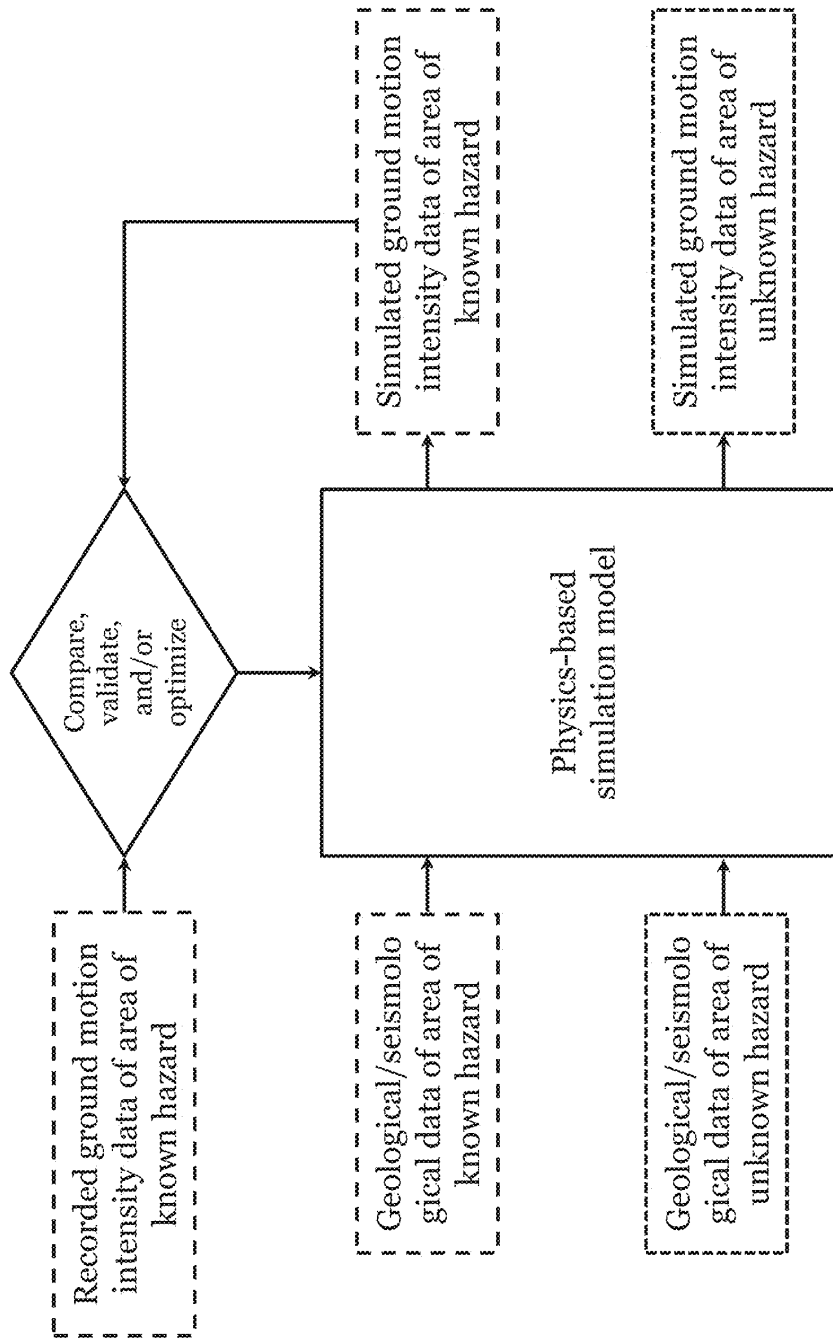 Recorded ground motion
intensity data of area of
known hazard
Compare,
validate,
and/or
optimize
Geological/seismolo
gical data of area of
known hazard
Physics-based
simulation model
Simulated ground motion
intensity data of area of
known hazard
Geological/seismolo
gical data of area of
unknown hazard
Simulated ground motion
intensity data of area of
unknown hazard